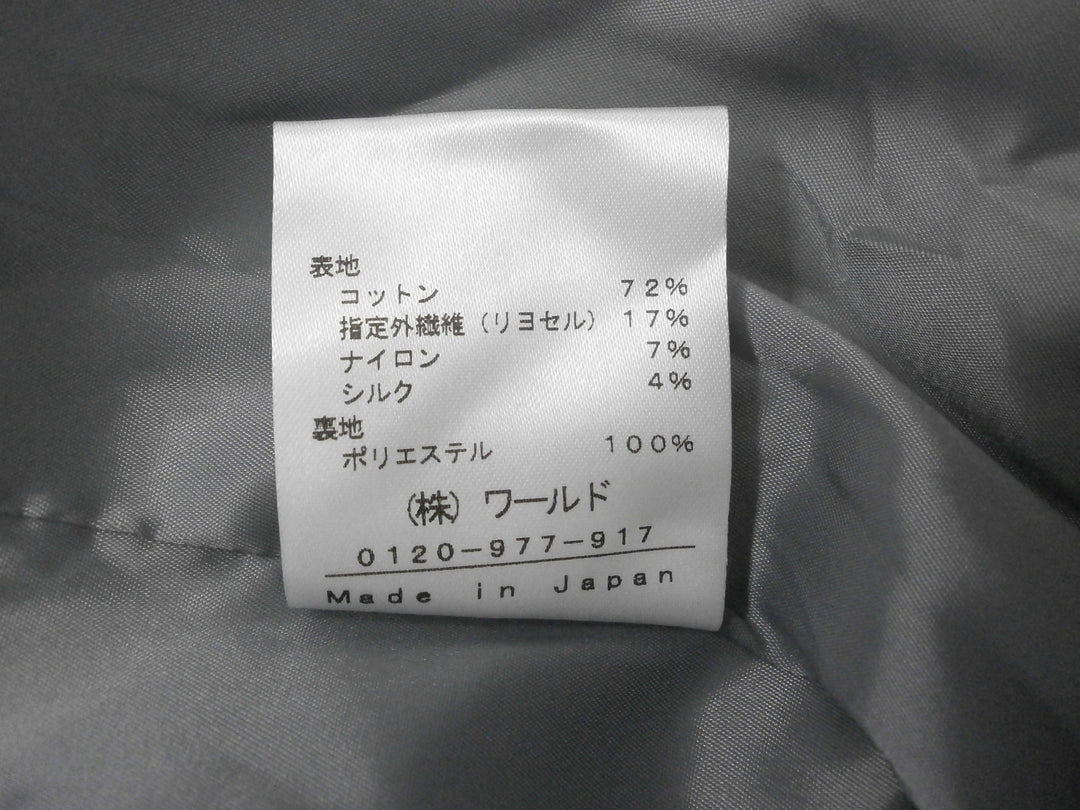 表地
コットン 72%
指定外繊維（リヨセル） 17%
ナイロン 7%
シルク 4%
裏地
ポリエステル 100%
(株) ワールド
0120-977-917
Made in Japan